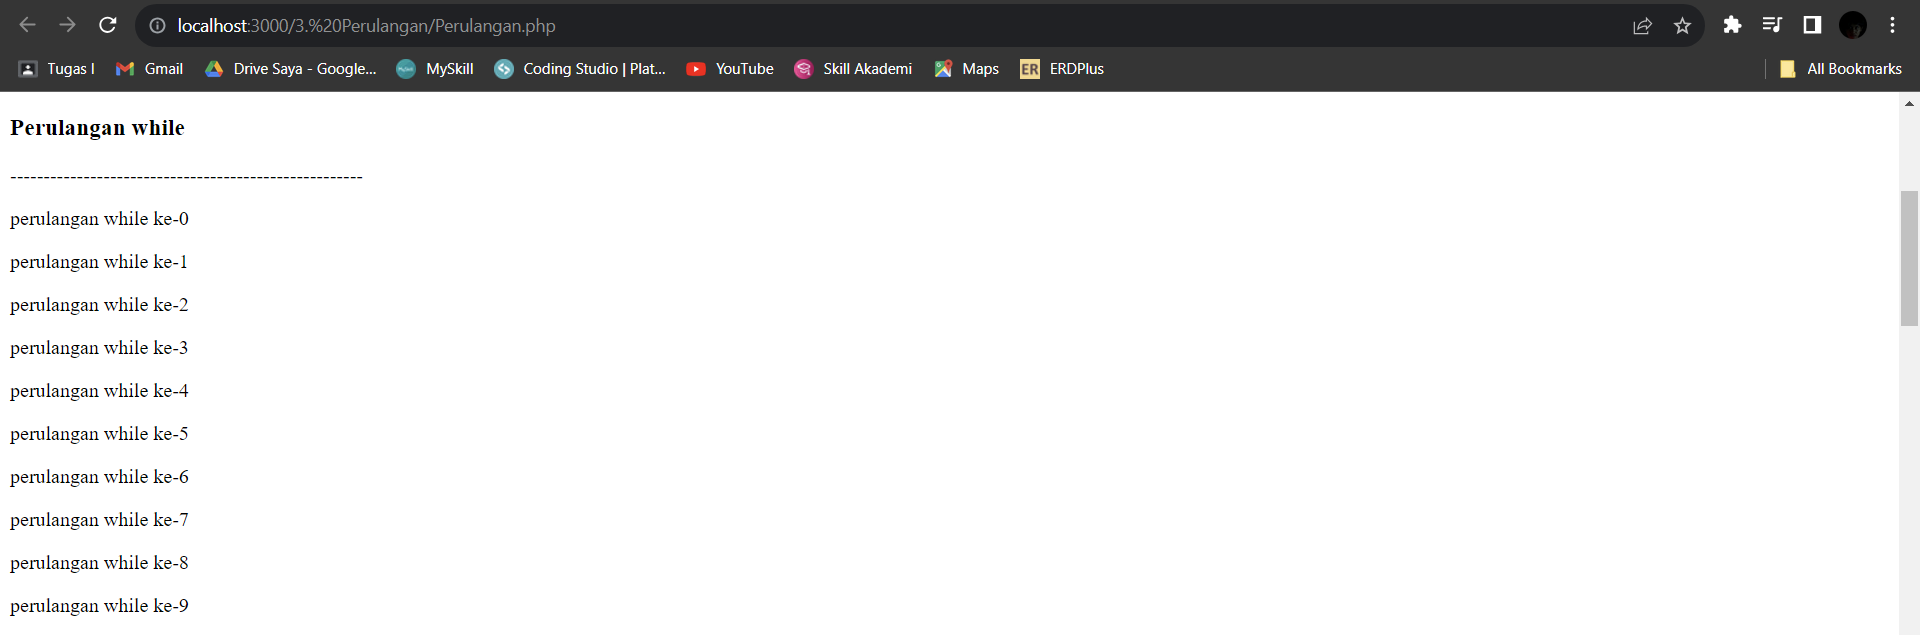 localhost:3000/3.%20Perulangan/Perulangan.php
Tugas I Gmail Drive Saya - Google... MySkill Coding Studio | Plat... YouTube Skill Akademi Maps ER ERDPlus All Bookmarks
Perulangan while
-----------------------------------------------------
perulangan while ke-0
perulangan while ke-1
perulangan while ke-2
perulangan while ke-3
perulangan while ke-4
perulangan while ke-5
perulangan while ke-6
perulangan while ke-7
perulangan while ke-8
perulangan while ke-9